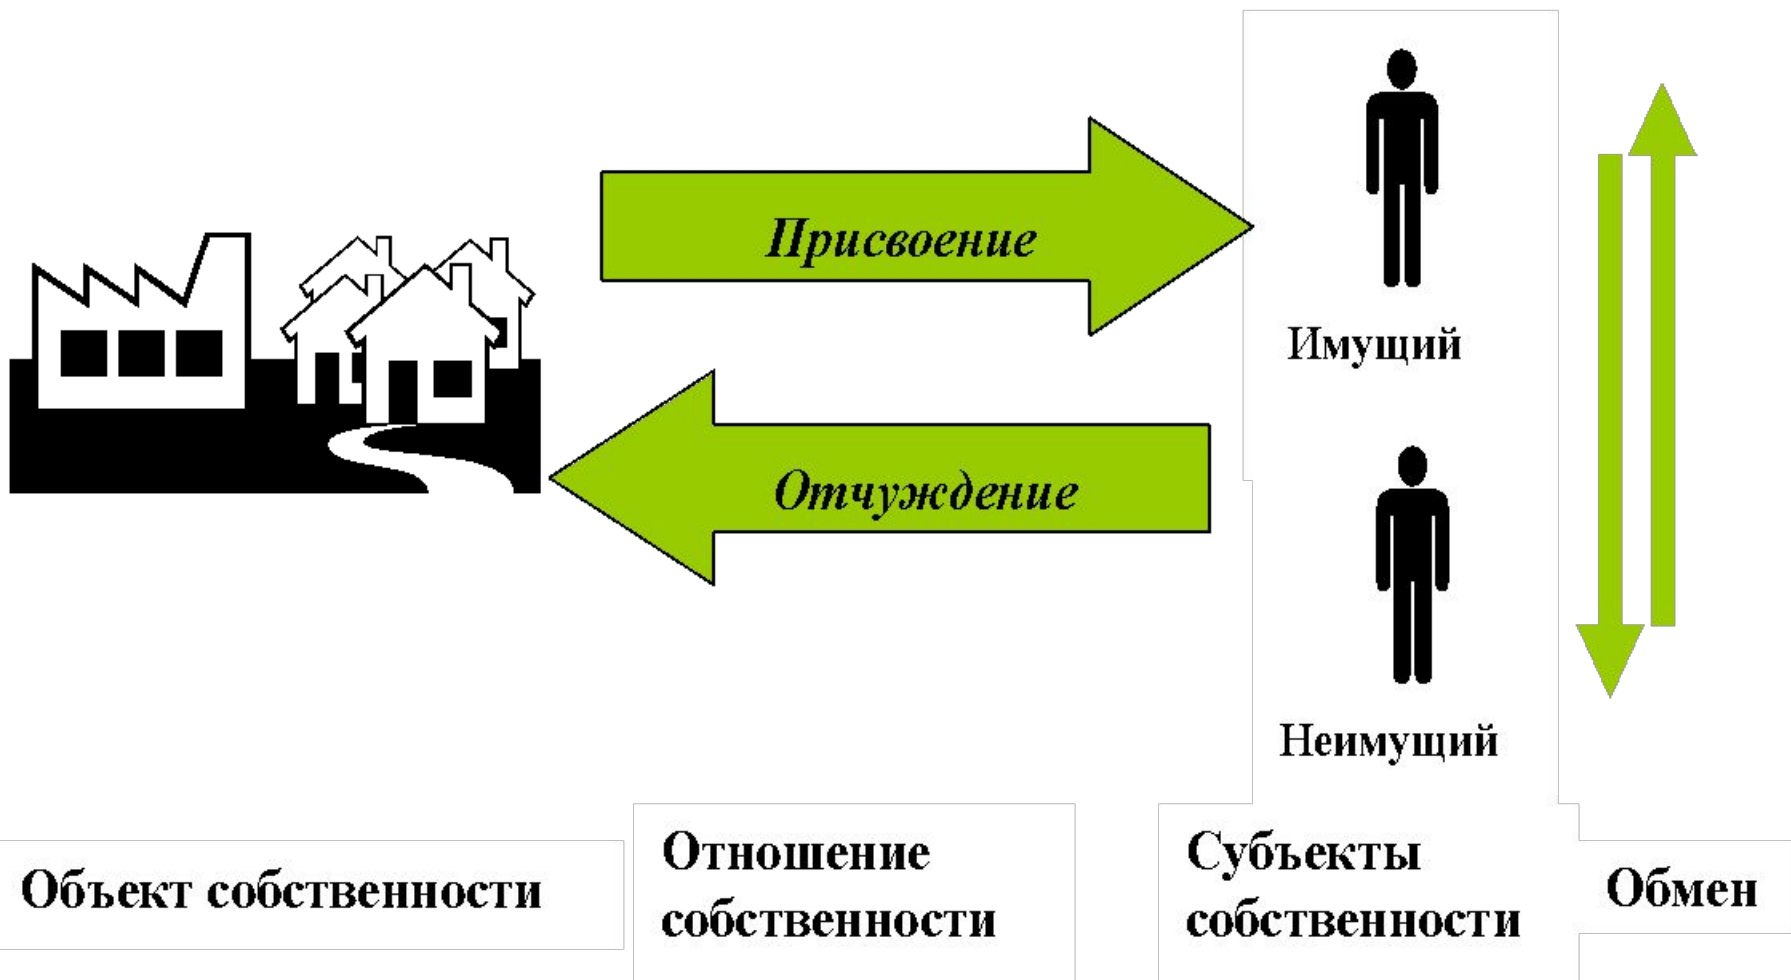 Присвоение
Имущий
Отчуждение
Неимущий
Объект собственности
Отношение
собственности
Субъекты
собственности
Обмен